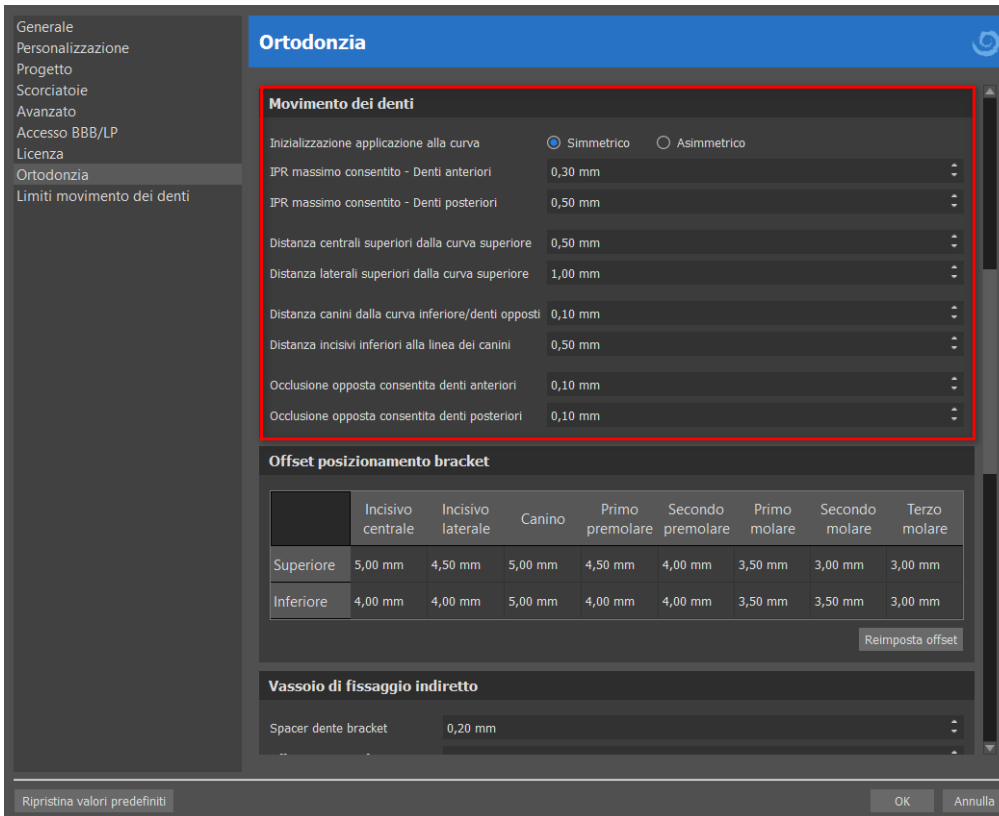 Generale
Personalizzazione
Progetto
Scorciatoie
Avanzato
Accesso BBB/LP
Licenza
Ortodonzia
Limiti movimento dei denti
Ortodonzia
Movimento dei denti
Inizializzazione applicazione alla curva Simmetrico Asimmetrico
IPR massimo consentito - Denti anteriori 0,30 mm
IPR massimo consentito - Denti posteriori 0,50 mm
Distanza centrali superiori dalla curva superiore 0,50 mm
Distanza laterali superiori dalla curva superiore 1,00 mm
Distanza canini dalla curva inferiore/denti opposti 0,10 mm
Distanza incisivi inferiori alla linea dei canini 0,50 mm
Occlusione opposta consentita denti anteriori 0,10 mm
Occlusione opposta consentita denti posteriori 0,10 mm
Offset posizionamento bracket
Incisivo centrale Incisivo laterale Canino Primo premolare Secondo premolare Primo molare Secondo molare Terzo molare
Superiore 5,00 mm 4,50 mm 5,00 mm 4,50 mm 4,00 mm 3,50 mm 3,00 mm 3,00 mm
Inferiore 4,00 mm 4,00 mm 5,00 mm 4,00 mm 4,00 mm 3,50 mm 3,50 mm 3,00 mm
Reimposta offset
Vassoio di fissaggio indiretto
Spacer dente bracket 0,20 mm
Ripristina valori predefiniti OK Annulla